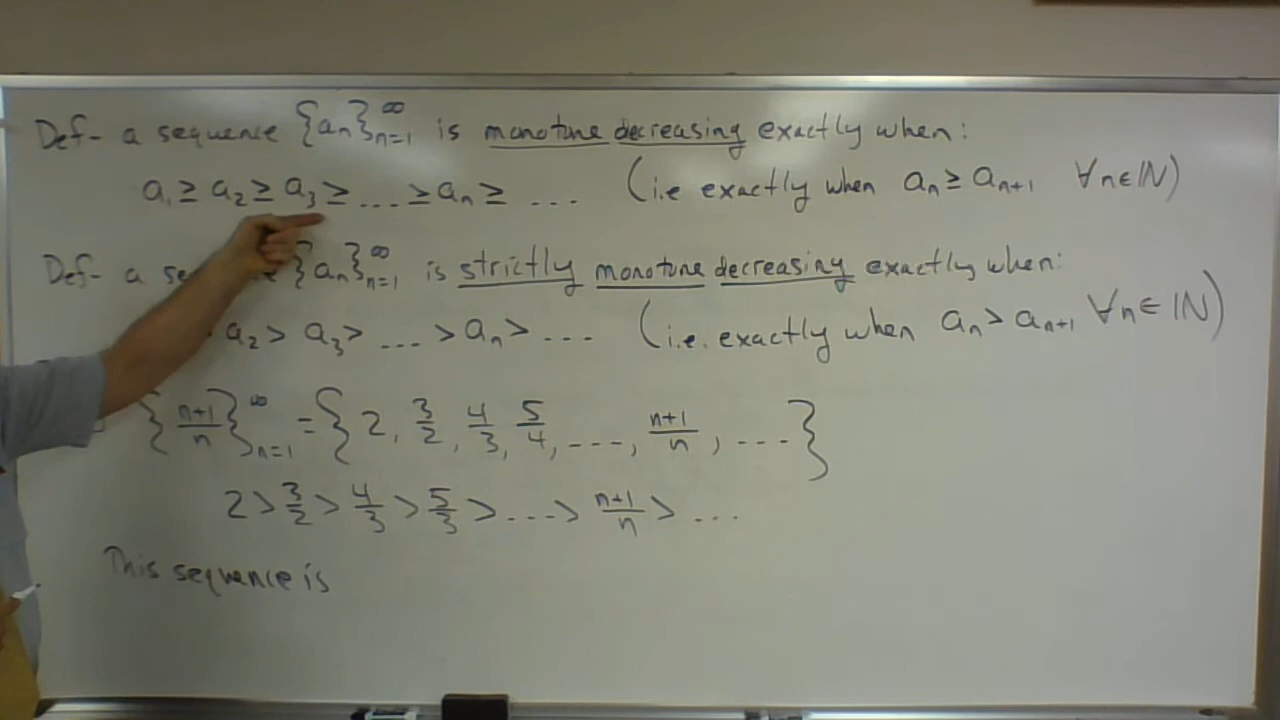 Def- a sequence {aₙ}ₙ₌₁^∞ is monotone decreasing exactly when:
a₁ ≥ a₂ ≥ a₃ ≥ ... ≥ aₙ ≥ ... (i.e exactly when aₙ ≥ aₙ₊₁ ∀n∈ℕ)
Def- a {aₙ}ₙ₌₁^∞ is strictly monotone decreasing exactly when:
a₂ > a₃ > ... > aₙ > ... (i.e. exactly when aₙ > aₙ₊₁ ∀n∈ℕ)
{(n+1)/n}ₙ₌₁^∞ = {2, 3/2, 4/3, 5/4, ---, (n+1)/n, ---}
2 > 3/2 > 4/3 > 5/3 > ... > (n+1)/n > ...
This sequence is